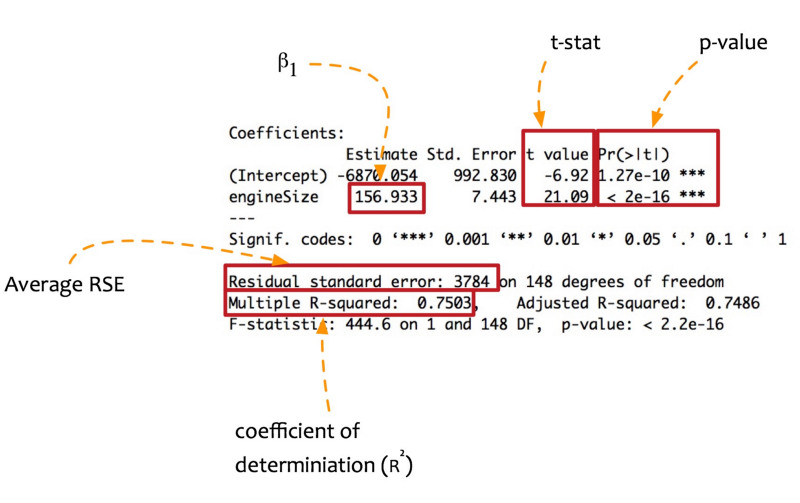 t-stat
p-value
β1
Coefficients:
Estimate Std. Error t value Pr(>|t|)
(Intercept) -6870.054 992.830 -6.92 1.27e-10 ***
engineSize 156.933 7.443 21.09 < 2e-16 ***
---
Signif. codes: 0 ‘***’ 0.001 ‘**’ 0.01 ‘*’ 0.05 ‘.’ 0.1 ‘ ’ 1
Average RSE
Residual standard error: 3784 on 148 degrees of freedom
Multiple R-squared: 0.7503, Adjusted R-squared: 0.7486
F-statistic: 444.6 on 1 and 148 DF, p-value: < 2.2e-16
coefficient of
determiniation (R²)